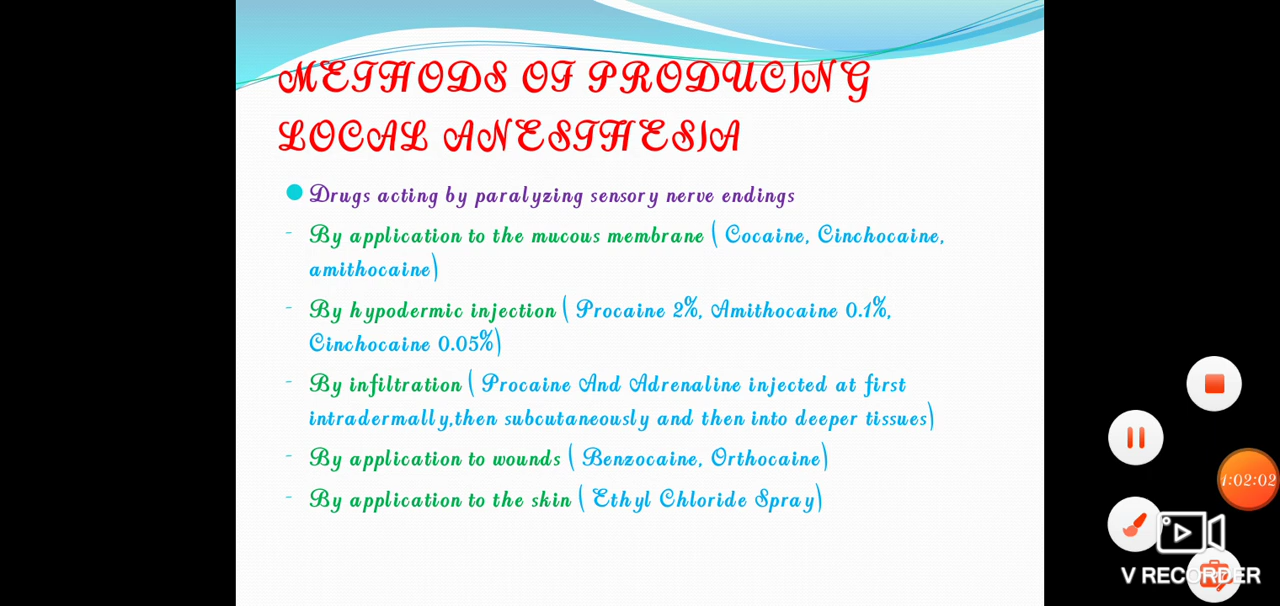 METHODS OF PRODUCING
LOCAL ANESTHESIA
Drugs acting by paralyzing sensory nerve endings
- By application to the mucous membrane ( Cocaine, Cinchocaine,
amithocaine)
- By hypodermic injection ( Procaine 2%, Amithocaine 0.1%,
Cinchocaine 0.05%)
- By infiltration ( Procaine And Adrenaline injected at first
intradermally,then subcutaneously and then into deeper tissues)
- By application to wounds ( Benzocaine, Orthocaine)
- By application to the skin ( Ethyl Chloride Spray)
1:02:02
V RECORDER